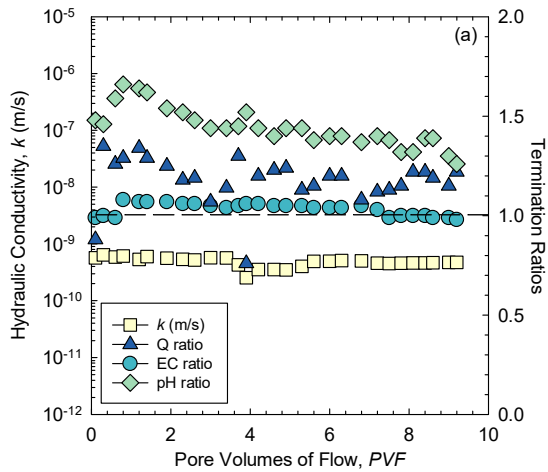 (a)
Hydraulic Conductivity, k (m/s)
10-5
10-6
10-7
10-8
10-9
10-10
10-11
10-12
Termination Ratios
2.0
1.5
1.0
0.5
0.0
k (m/s)
Q ratio
EC ratio
pH ratio
0 2 4 6 8 10
Pore Volumes of Flow, PVF